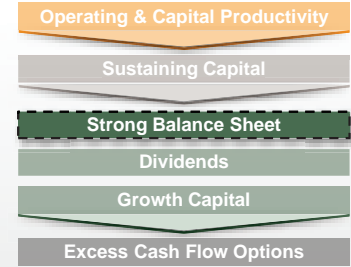 Operating & Capital Productivity
Sustaining Capital
Strong Balance Sheet
Dividends
Growth Capital
Excess Cash Flow Options